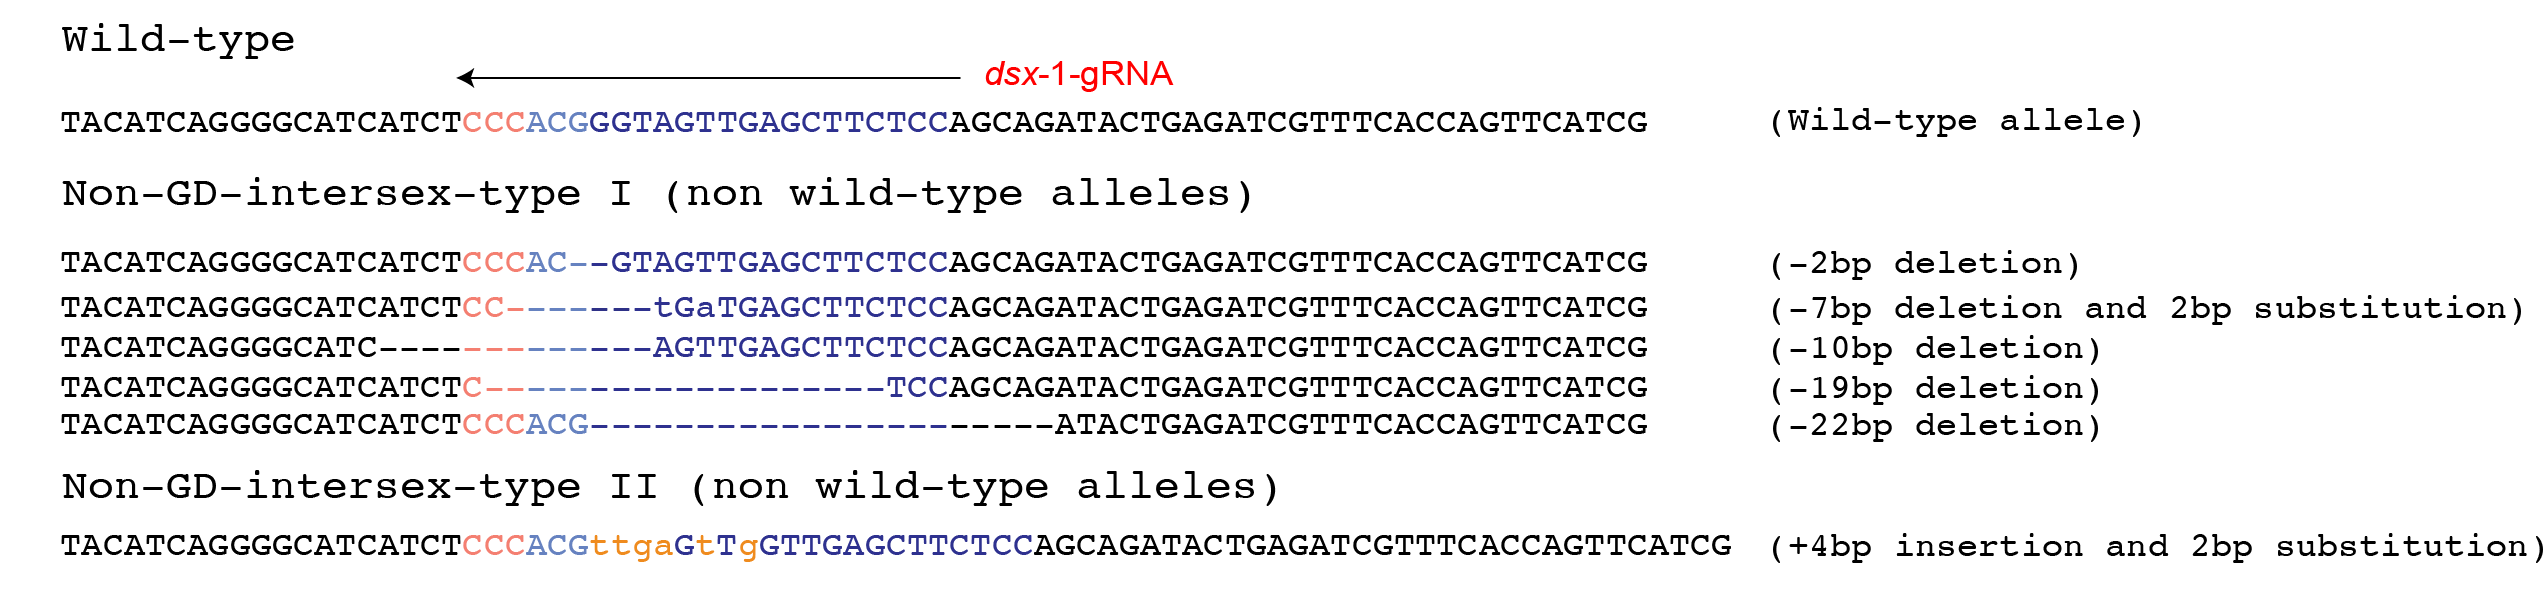 Wild-type
dsx-1-gRNA
TACATCAGGGGCATCATCTCCCACGGGTAGTTGAGCTTCTCCAGCAGATACTGAGATCGTTTCACCAGTTCATCG (Wild-type allele)
Non-GD-intersex-type I (non wild-type alleles)
TACATCAGGGGCATCATCTCCCAC--GTAGTTGAGCTTCTCCAGCAGATACTGAGATCGTTTCACCAGTTCATCG (-2bp deletion)
TACATCAGGGGCATCATCTCC-------tGaTGAGCTTCTCCAGCAGATACTGAGATCGTTTCACCAGTTCATCG (-7bp deletion and 2bp substitution)
TACATCAGGGGCATC-------------AGTTGAGCTTCTCCAGCAGATACTGAGATCGTTTCACCAGTTCATCG (-10bp deletion)
TACATCAGGGGCATCATCTC-------------------TCCAGCAGATACTGAGATCGTTTCACCAGTTCATCG (-19bp deletion)
TACATCAGGGGCATCATCTCCCACG----------------------ATACTGAGATCGTTTCACCAGTTCATCG (-22bp deletion)
Non-GD-intersex-type II (non wild-type alleles)
TACATCAGGGGCATCATCTCCCACGttgaGtTgGTTGAGCTTCTCCAGCAGATACTGAGATCGTTTCACCAGTTCATCG (+4bp insertion and 2bp substitution)